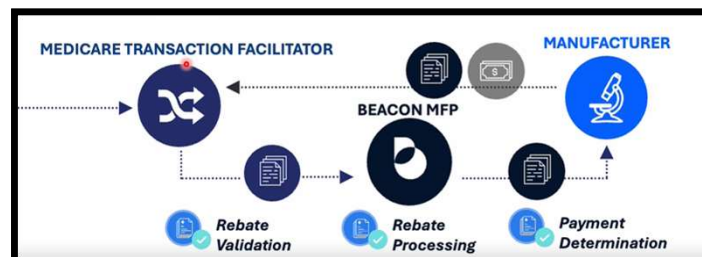 MEDICARE TRANSACTION FACILITATOR
MANUFACTURER
$
BEACON MFP
Rebate
Validation
Rebate
Processing
Payment
Determination